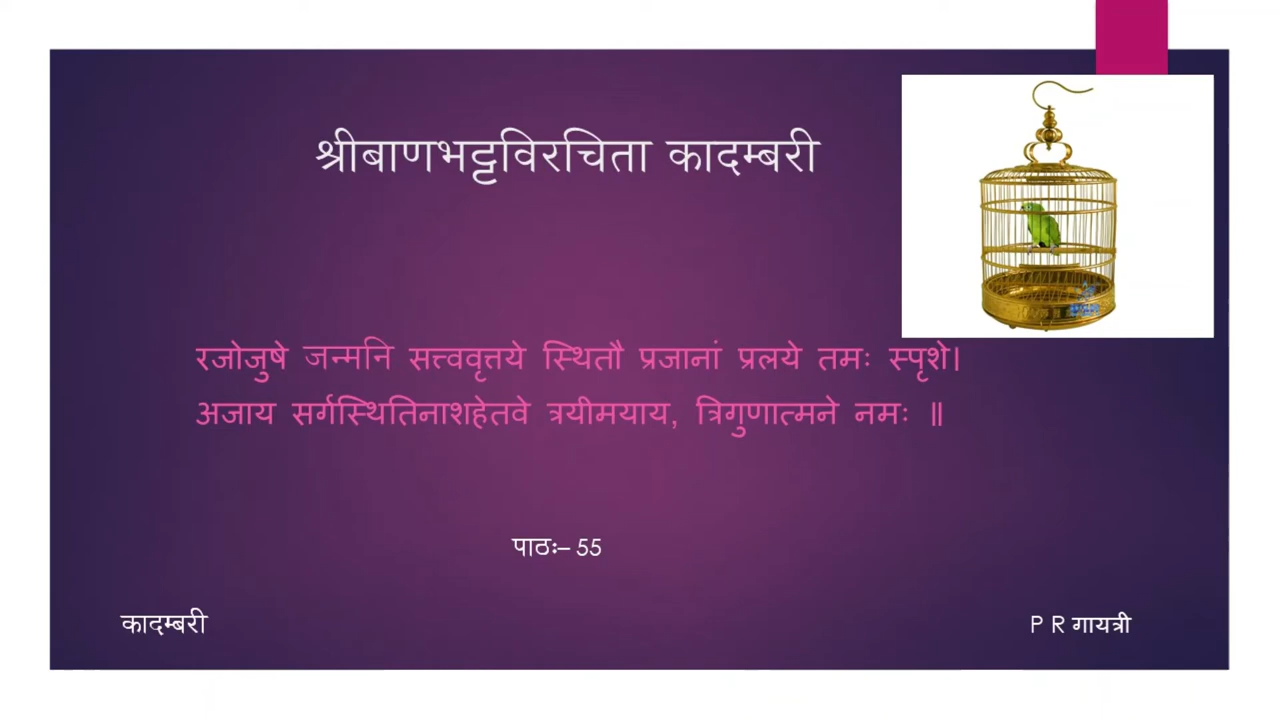 श्रीबाणभट्टविरचिता कादम्बरी
रजोजुषे जन्मनि सत्त्ववृत्तये स्थितौ प्रजानां प्रलये तमः स्पृशे।
अजाय सर्गस्थितिनाशहेतवे त्रयीमयाय, त्रिगुणात्मने नमः ॥
पाठः– 55
कादम्बरी
P R गायत्री